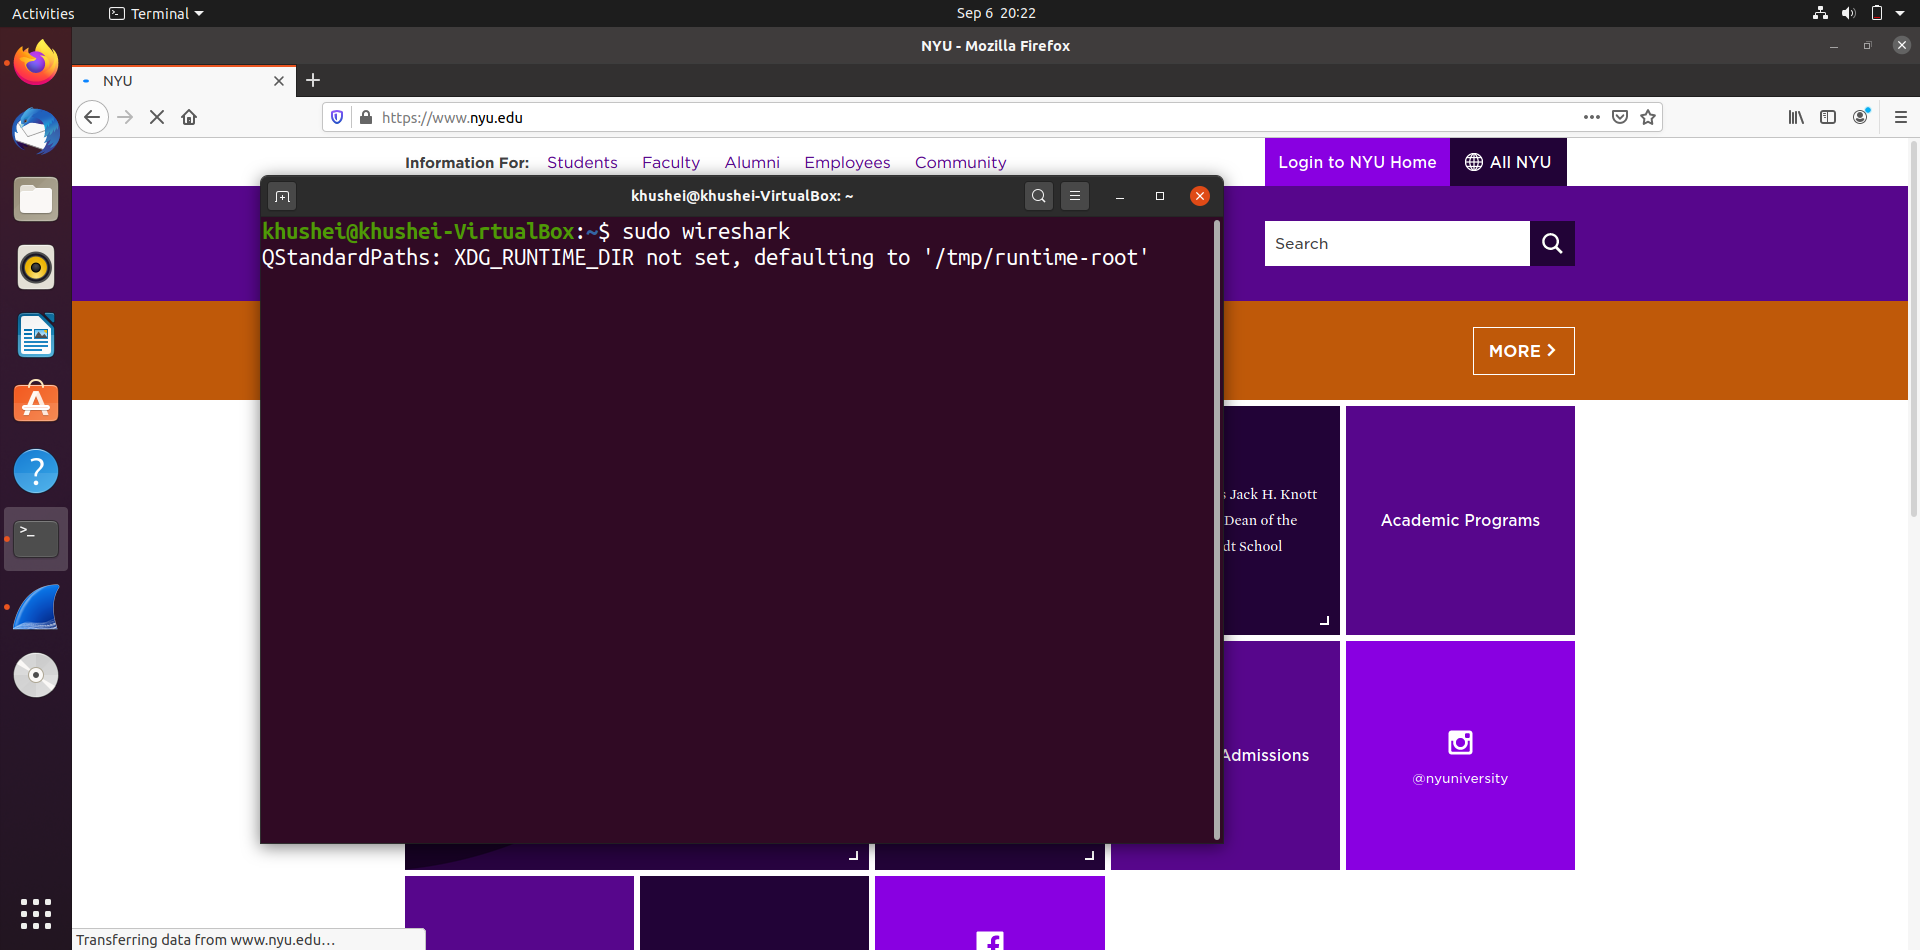 Activities
Terminal
Sep 6 20:22
NYU - Mozilla Firefox
NYU
https://www.nyu.edu
Information For: Students Faculty Alumni Employees Community
Login to NYU Home
All NYU
khushei@khushei-VirtualBox: ~
khushei@khushei-VirtualBox:~$ sudo wireshark
QStandardPaths: XDG_RUNTIME_DIR not set, defaulting to '/tmp/runtime-root'
Search
MORE
Jack H. Knott
Dean of the
School
Academic Programs
Admissions
@nyuniversity
Transferring data from www.nyu.edu…